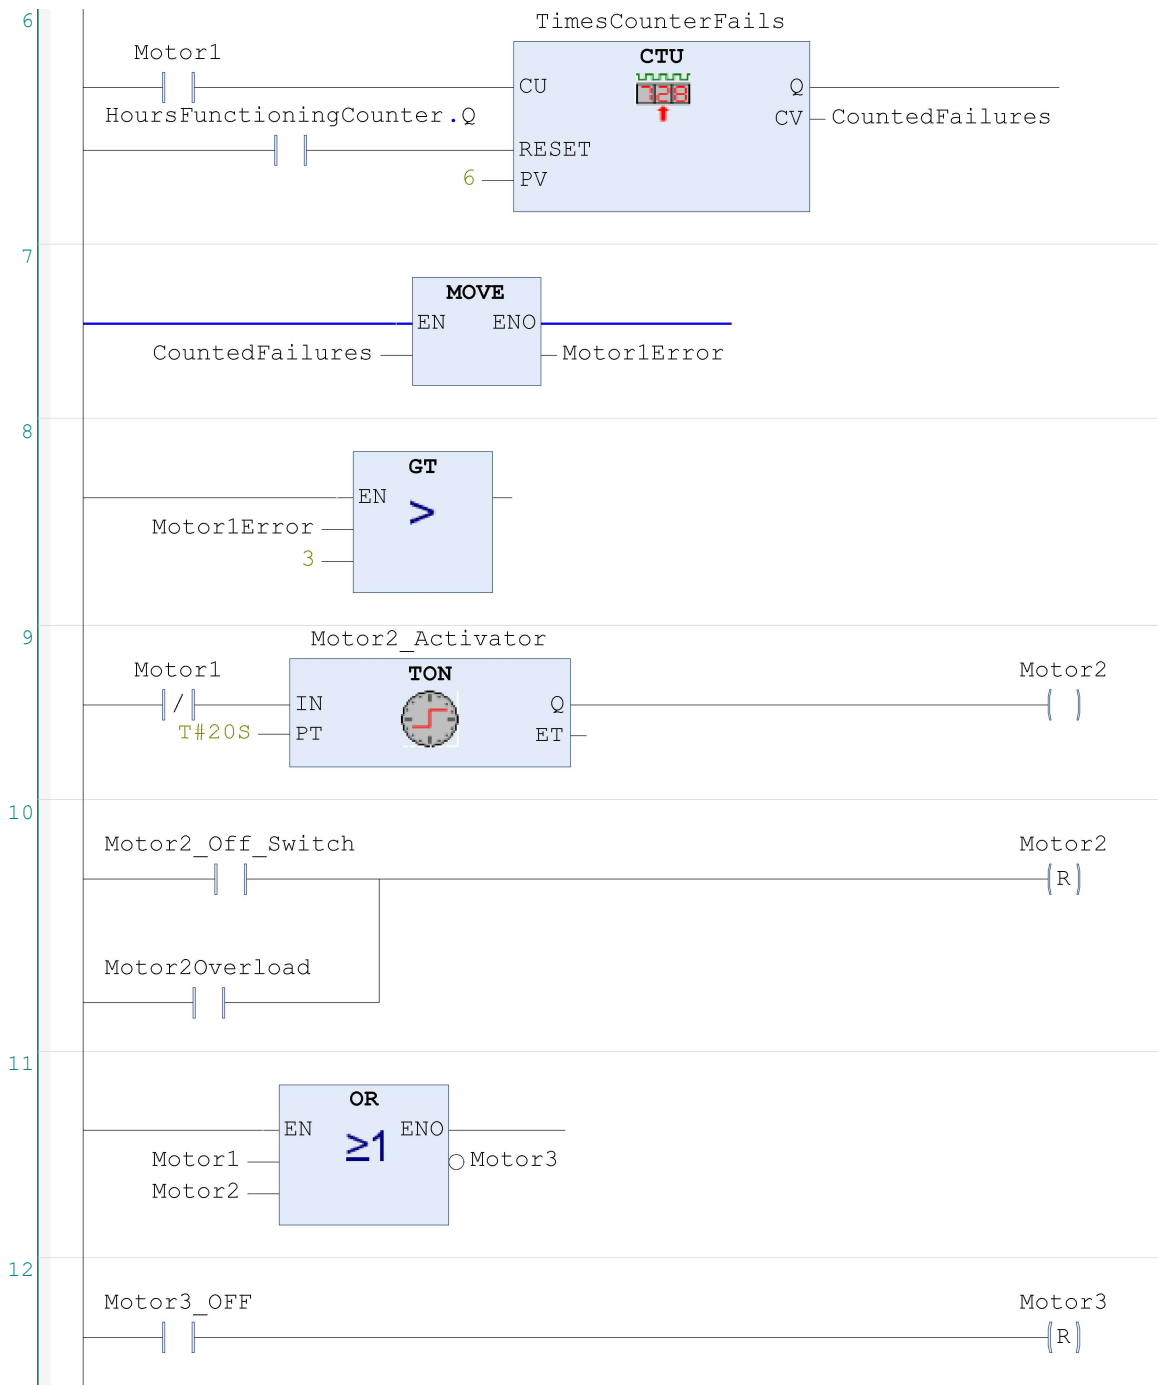 6
TimesCounterFails
Motor1
CTU
CU
Q
728
HoursFunctioningCounter.Q
CV
CountedFailures
RESET
6
PV
7
MOVE
EN
ENO
CountedFailures
Motor1Error
8
GT
EN
>
Motor1Error
3
9
Motor2_Activator
Motor1
TON
Motor2
/
IN
Q
T#20S
PT
ET
10
Motor2_Off_Switch
Motor2
R
Motor2Overload
11
OR
EN
ENO
≥1
Motor1
Motor3
Motor2
12
Motor3_OFF
Motor3
R